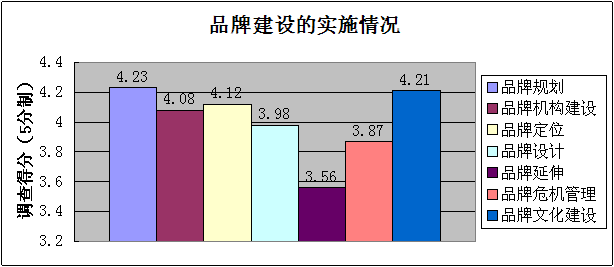 品牌建设的实施情况
调查得分（5分制）
4.4
4.2
4
3.8
3.6
3.4
3.2
4.23
4.08
4.12
3.98
3.56
3.87
4.21
品牌规划
品牌机构建设
品牌定位
品牌设计
品牌延伸
品牌危机管理
品牌文化建设